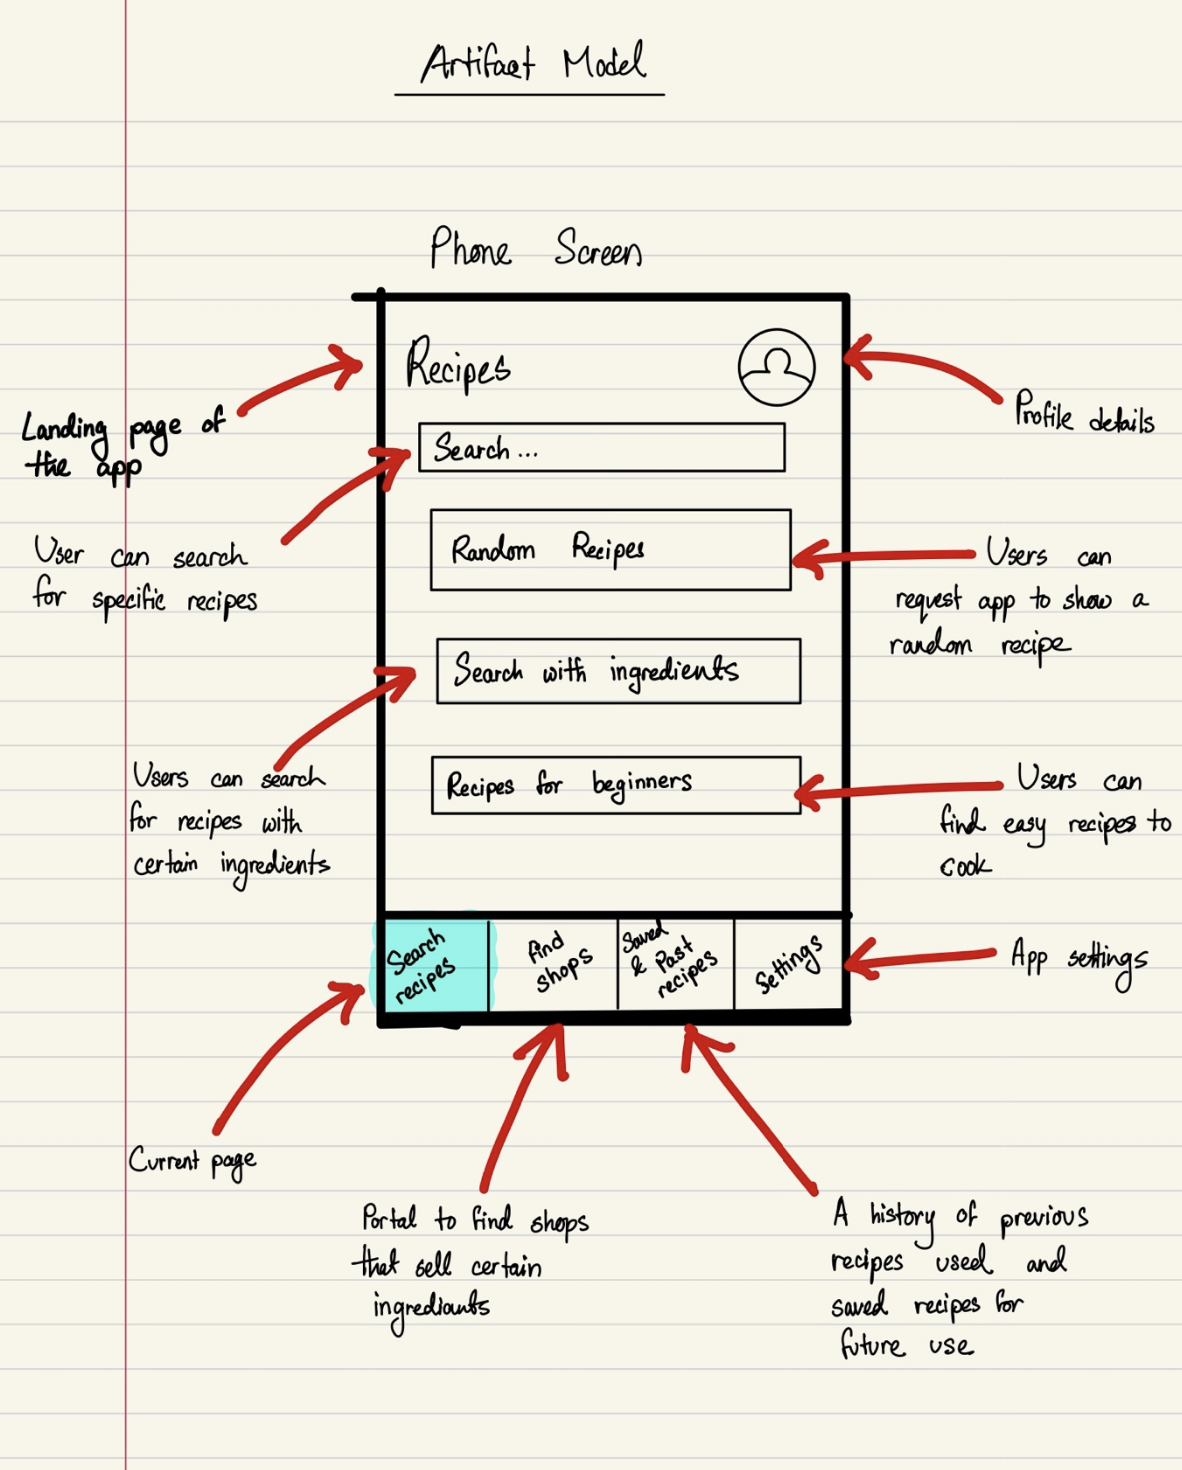 Artifact Model
Phone Screen
Recipes
Landing page of
the app
Profile details
Search...
User can search
for specific recipes
Random Recipes
Users can
request app to show a
random recipe
Search with ingredients
Users can search
for recipes with
certain ingredients
Recipes for beginners
Users can
find easy recipes to
cook
Search
recipes
find
shops
Saved
& Past
recipes
Settings
App settings
Current page
Portal to find shops
that sell certain
ingrediants
A history of previous
recipes used and
saved recipes for
future use